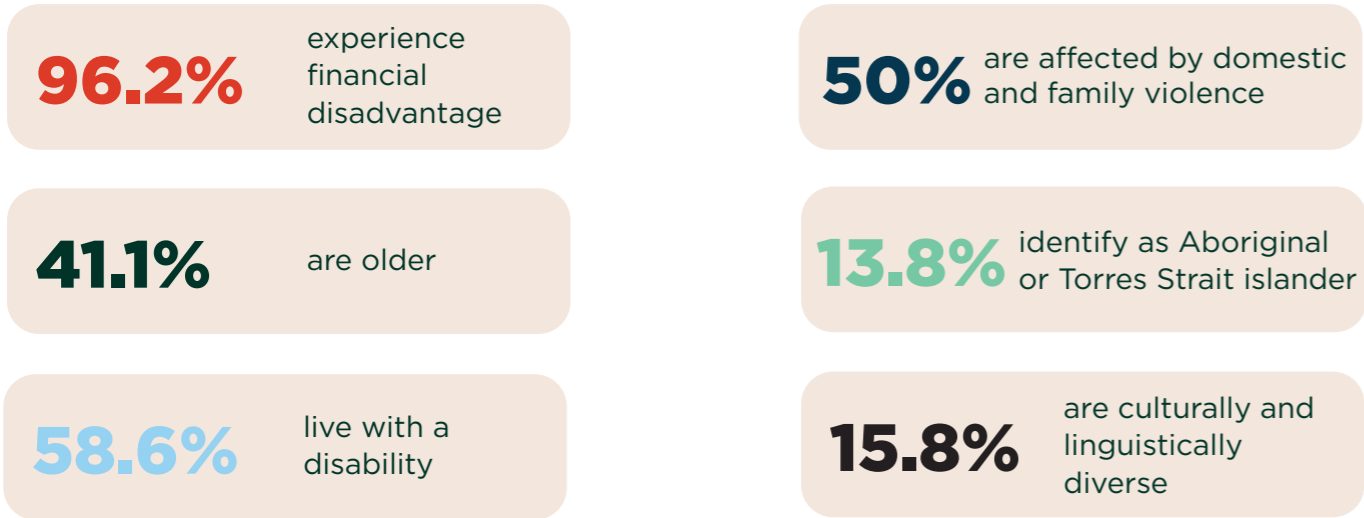 96.2%
experience
financial
disadvantage
50%
are affected by domestic
and family violence
41.1%
are older
13.8%
identify as Aboriginal
or Torres Strait islander
58.6%
live with a
disability
15.8%
are culturally and
linguistically
diverse